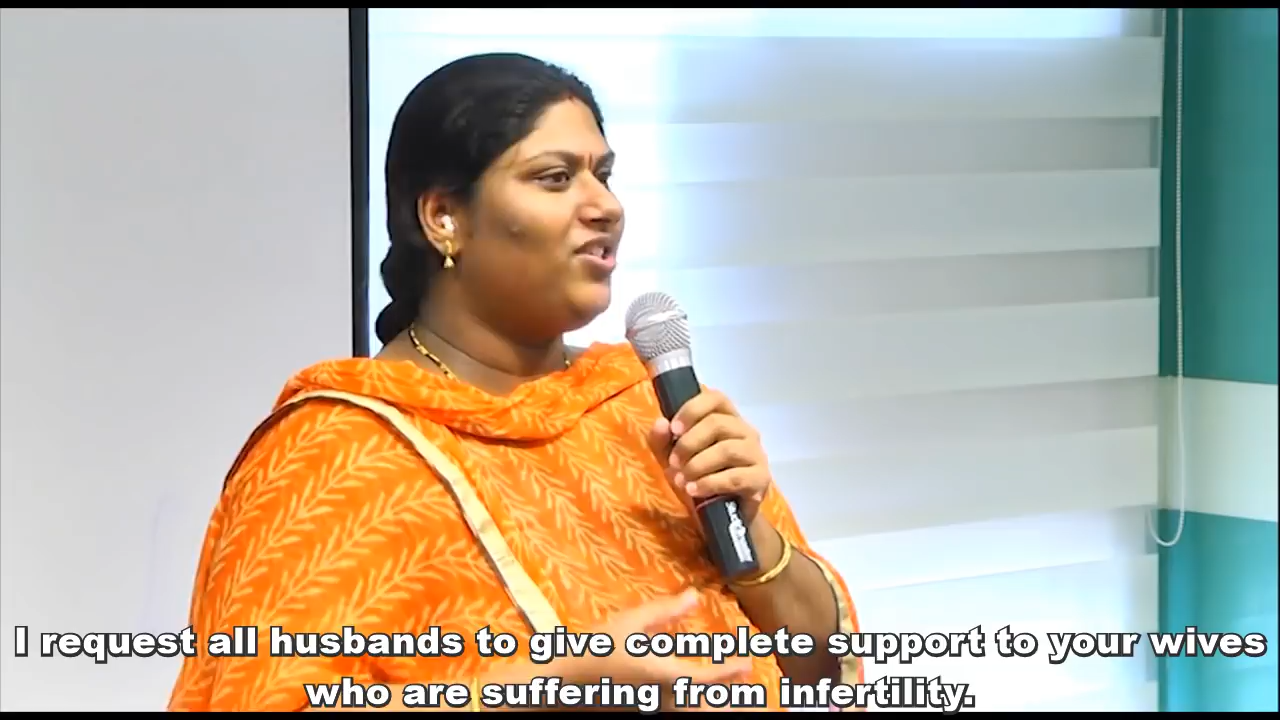 I request all husbands to give complete support to your wives
who are suffering from infertility.